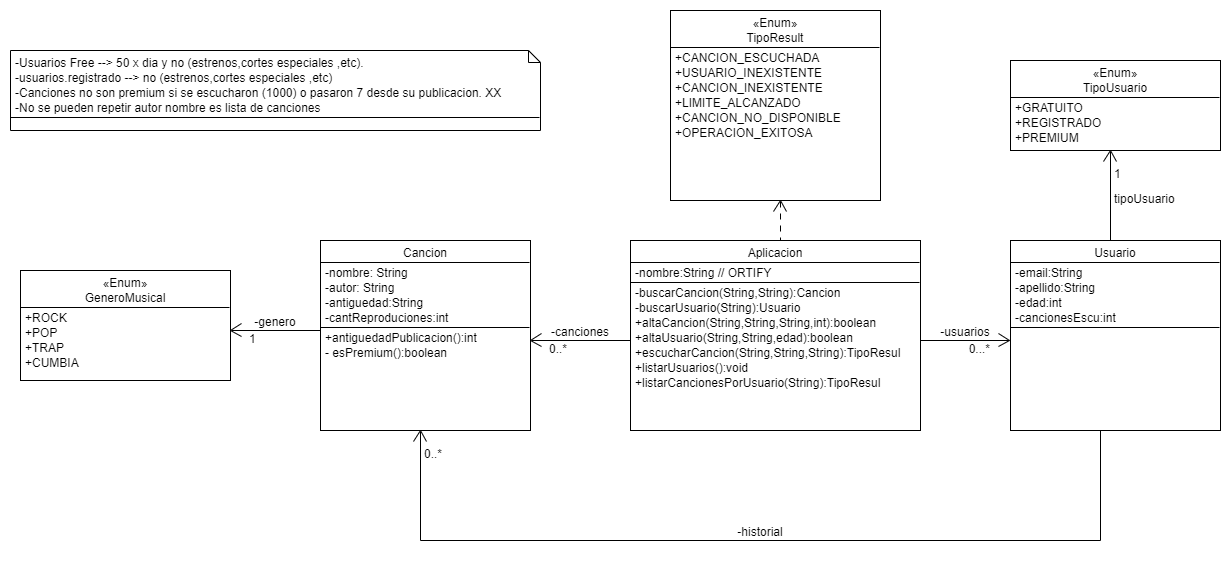 -Usuarios Free --> 50 x dia y no (estrenos,cortes especiales ,etc).
-usuarios.registrado --> no (estrenos,cortes especiales ,etc)
-Canciones no son premium si se escucharon (1000) o pasaron 7 desde su publicacion. XX
-No se pueden repetir autor nombre es lista de canciones
«Enum»
TipoResult
+CANCION_ESCUCHADA
+USUARIO_INEXISTENTE
+CANCION_INEXISTENTE
+LIMITE_ALCANZADO
+CANCION_NO_DISPONIBLE
+OPERACION_EXITOSA
«Enum»
TipoUsuario
+GRATUITO
+REGISTRADO
+PREMIUM
1
tipoUsuario
«Enum»
GeneroMusical
+ROCK
+POP
+TRAP
+CUMBIA
-genero
1
Cancion
-nombre: String
-autor: String
-antiguedad:String
-cantReproduciones:int
+antiguedadPublicacion():int
- esPremium():boolean
-canciones
0..*
Aplicacion
-nombre:String // ORTIFY
-buscarCancion(String,String):Cancion
-buscarUsuario(String):Usuario
+altaCancion(String,String,String,int):boolean
+altaUsuario(String,String,edad):boolean
+escucharCancion(String,String,String):TipoResul
+listarUsuarios():void
+listarCancionesPorUsuario(String):TipoResul
-usuarios
0...*
Usuario
-email:String
-apellido:String
-edad:int
-cancionesEscu:int
0..*
-historial